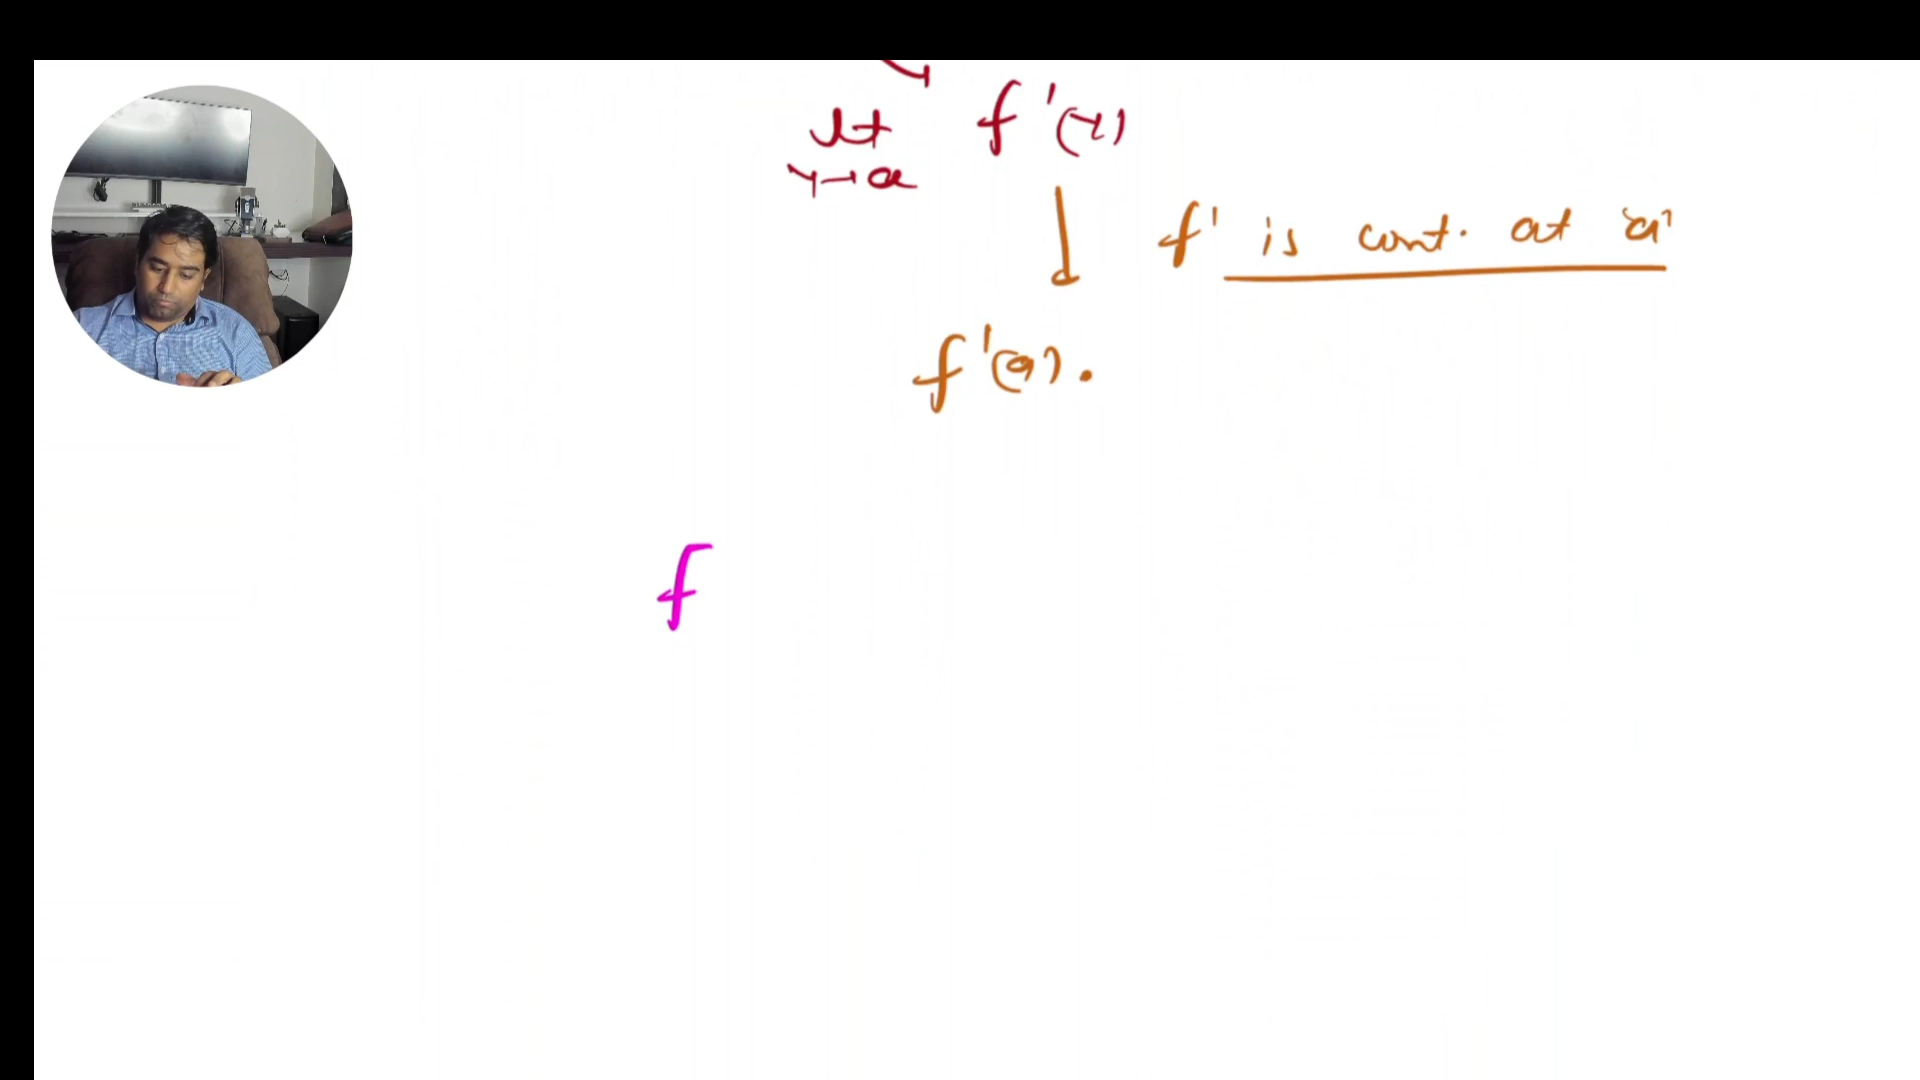 lt f'(x)
x→a
f' is cont. at 'a'
f'(a).
f